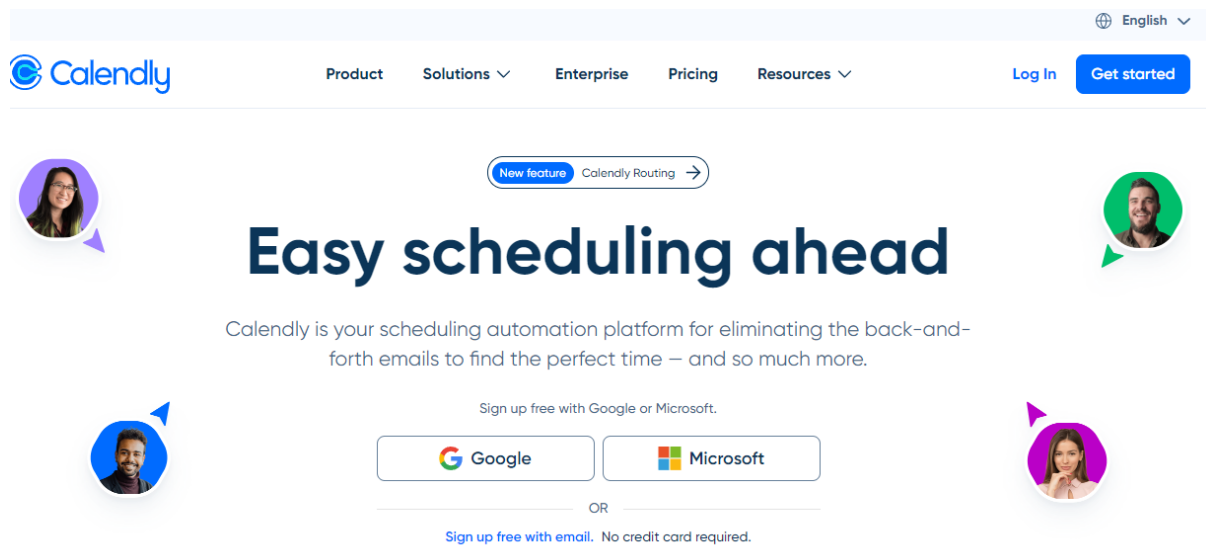 English
Calendly
Product Solutions Enterprise Pricing Resources Log In Get started
New feature Calendly Routing
Easy scheduling ahead
Calendly is your scheduling automation platform for eliminating the back-and-
forth emails to find the perfect time — and so much more.
Sign up free with Google or Microsoft.
Google Microsoft
OR
Sign up free with email. No credit card required.